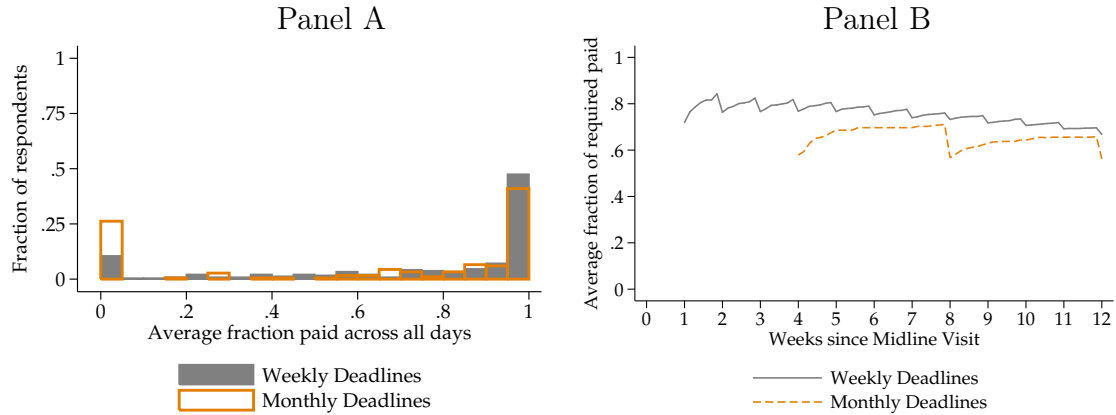 Panel A
Fraction of respondents
1
.75
.5
.25
0
0 .2 .4 .6 .8 1
Average fraction paid across all days
Weekly Deadlines
Monthly Deadlines
Panel B
Average fraction of required paid
1
.8
.6
.4
.2
0
0 1 2 3 4 5 6 7 8 9 10 11 12
Weeks since Midline Visit
Weekly Deadlines
Monthly Deadlines